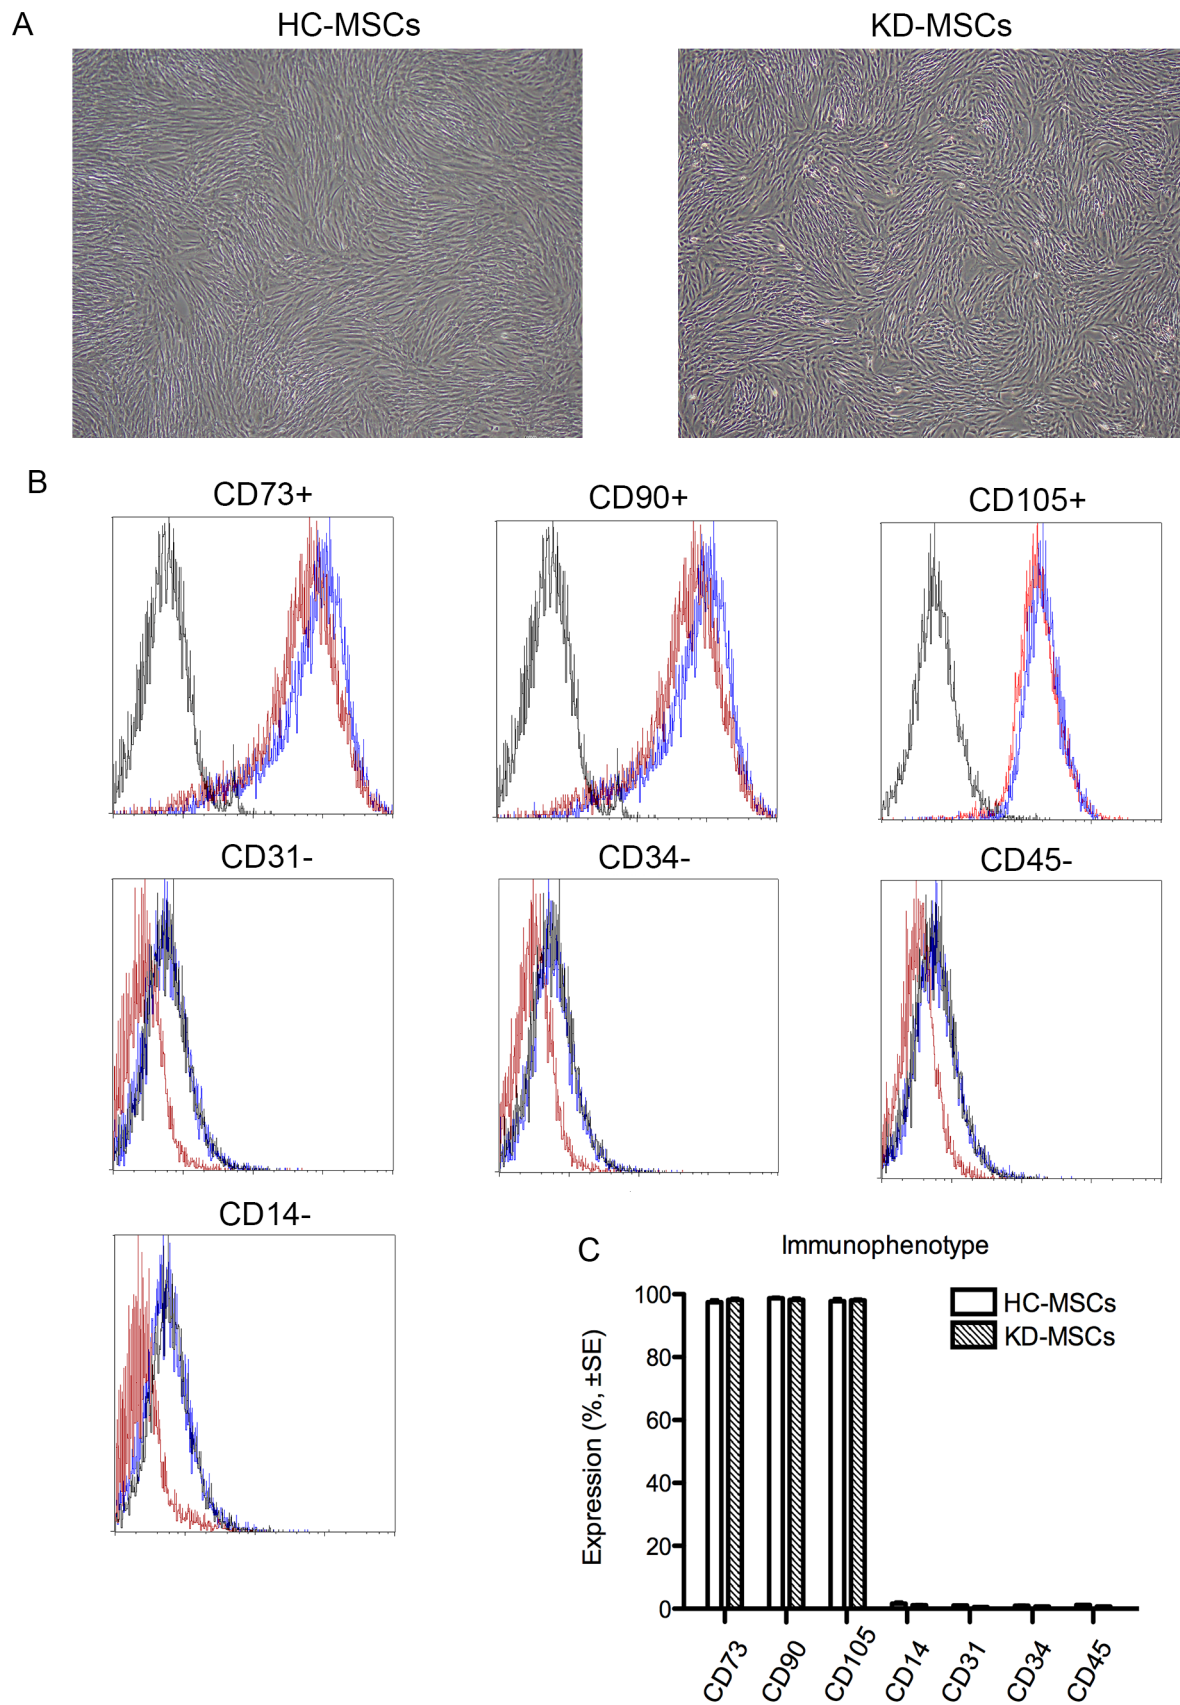 A
HC-MSCs
KD-MSCs
B
CD73+
CD90+
CD105+
CD31-
CD34-
CD45-
CD14-
C
Immunophenotype
HC-MSCs
KD-MSCs
Expression (%, ±SE)
100
80
60
40
20
0
CD73
CD90
CD105
CD14
CD31
CD34
CD45